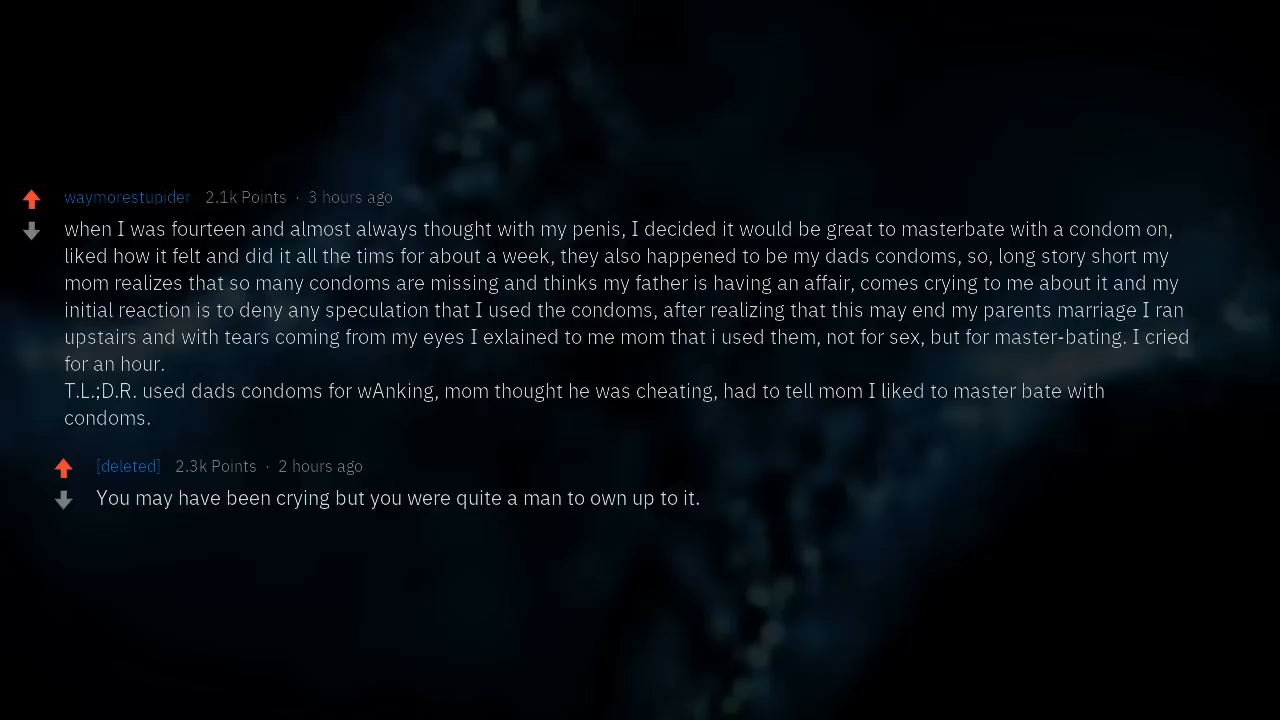 waymorestupider 2.1k Points · 3 hours ago
when I was fourteen and almost always thought with my penis, I decided it would be great to masterbate with a condom on,
liked how it felt and did it all the tims for about a week, they also happened to be my dads condoms, so, long story short my
mom realizes that so many condoms are missing and thinks my father is having an affair, comes crying to me about it and my
initial reaction is to deny any speculation that I used the condoms, after realizing that this may end my parents marriage I ran
upstairs and with tears coming from my eyes I exlained to me mom that i used them, not for sex, but for master-bating. I cried
for an hour.
T.L.;D.R. used dads condoms for wAnking, mom thought he was cheating, had to tell mom I liked to master bate with
condoms.
[deleted] 2.3k Points · 2 hours ago
You may have been crying but you were quite a man to own up to it.